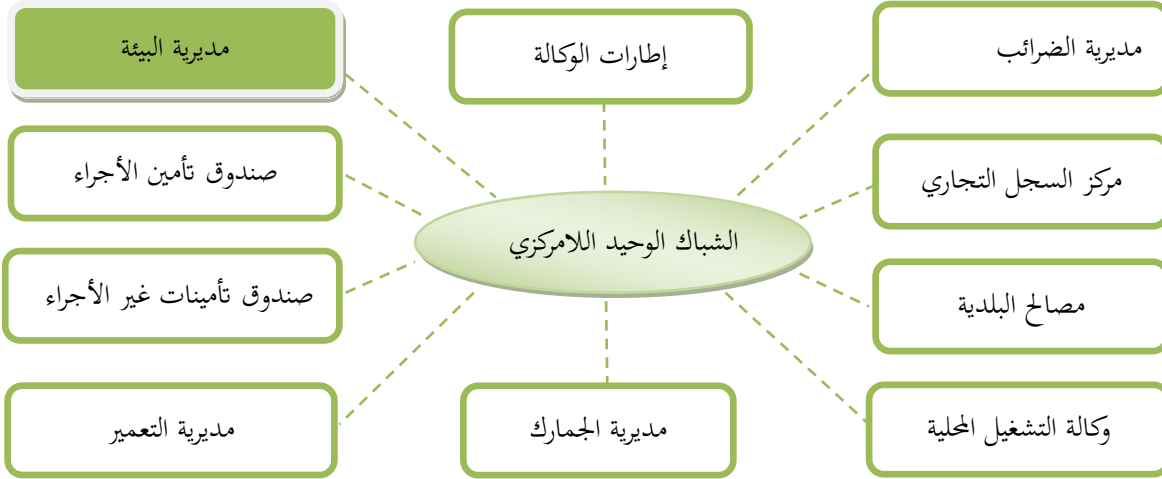 مديرية الضرائب
إطارات الوكالة
مديرية البيئة
مركز السجل التجاري
صندوق تأمين الأجراء
الشباك الوحيد اللامركزي
مصالح البلدية
صندوق تأمينات غير الأجراء
وكالة التشغيل المحلية
مديرية الجمارك
مديرية التعمير